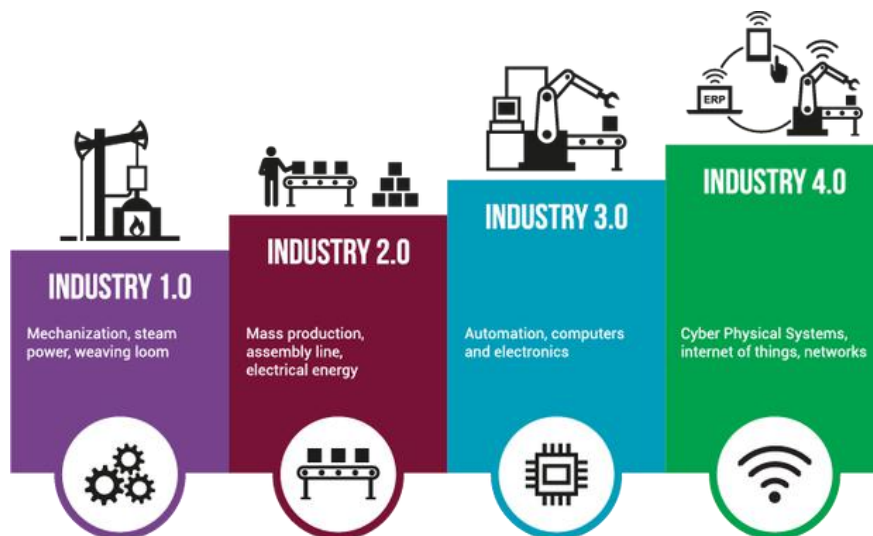 ERP
INDUSTRY 1.0
Mechanization, steam
power, weaving loom
INDUSTRY 2.0
Mass production,
assembly line,
electrical energy
INDUSTRY 3.0
Automation, computers
and electronics
INDUSTRY 4.0
Cyber Physical Systems,
internet of things, networks